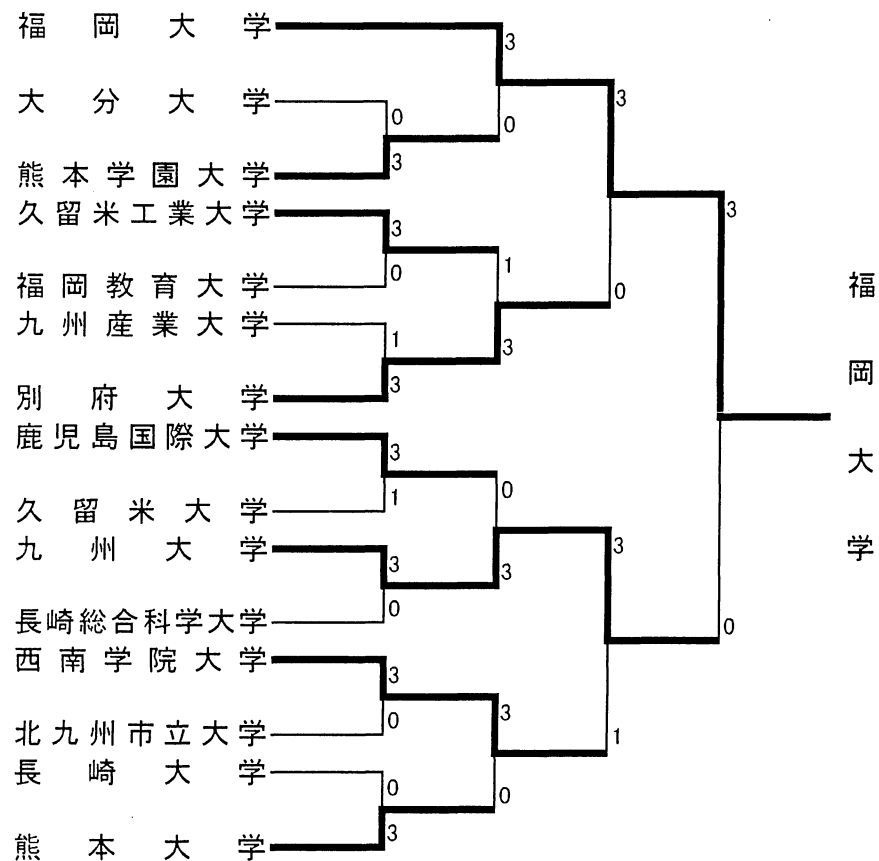 福岡大学
3
大分大学
0
0
3
3
熊本学園大学
久留米工業大学
3
3
0
1
福岡教育大学
0
九州産業大学
1
3
3
別府大学
鹿児島国際大学
3
0
1
久留米大学
九州大学
3
3
3
0
長崎総合科学大学
0
西南学院大学
3
3
0
1
北九州市立大学
長崎大学
0
0
3
熊本大学
福岡大学